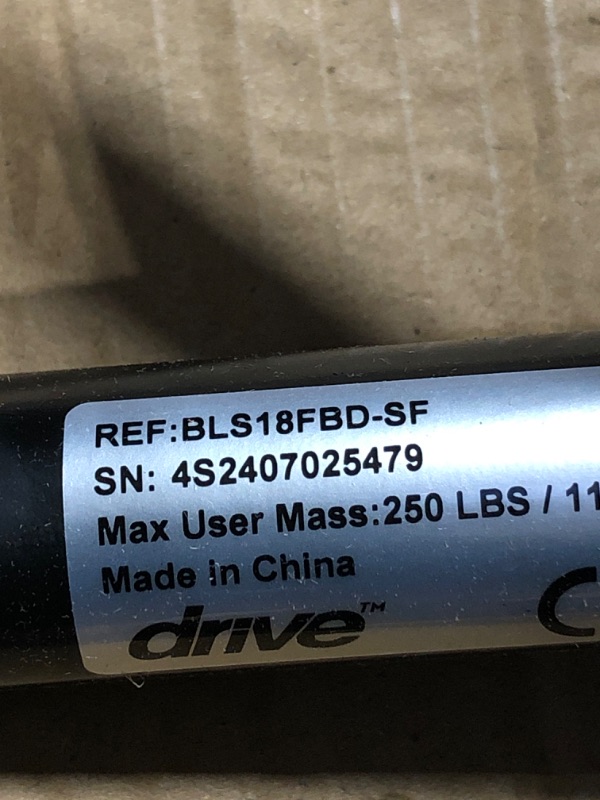 REF:BLS18FBD-SF
SN: 4S2407025479
Max User Mass:250 LBS / 11
Made in China
drive™
C